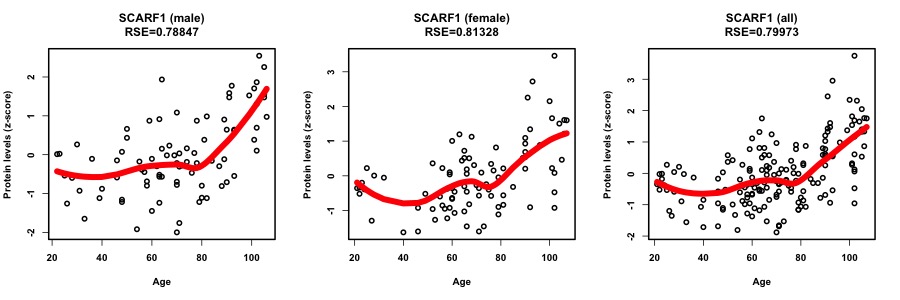 SCARF1 (male)
RSE=0.78847
Protein levels (z-score)
2
1
0
-1
-2
20 40 60 80 100
Age
SCARF1 (female)
RSE=0.81328
Protein levels (z-score)
3
2
1
0
-1
20 40 60 80 100
Age
SCARF1 (all)
RSE=0.79973
Protein levels (z-score)
3
2
1
0
-1
-2
20 40 60 80 100
Age